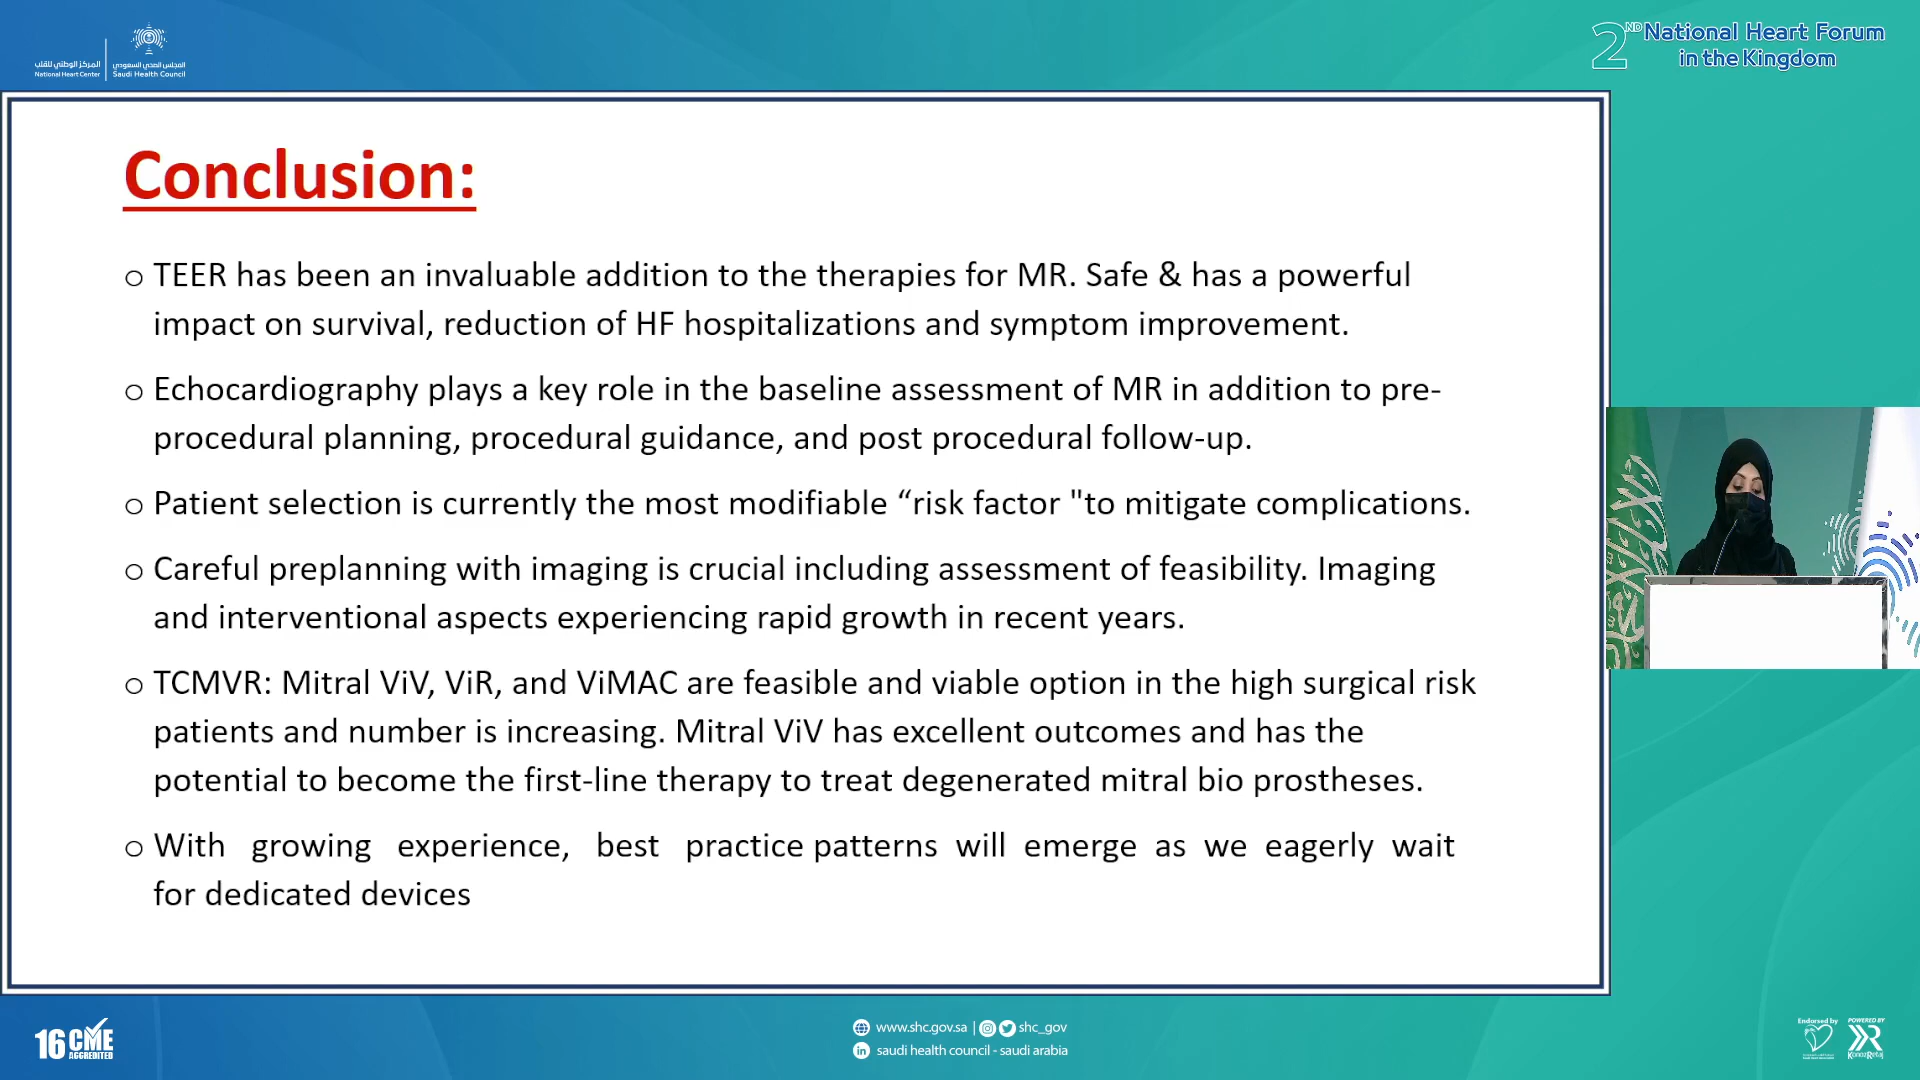 المركز الوطني للقلب
National Heart Center
المجلس الصحي السعودي
Saudi Health Council
2ND National Heart Forum
in the Kingdom
Conclusion:
o TEER has been an invaluable addition to the therapies for MR. Safe & has a powerful
impact on survival, reduction of HF hospitalizations and symptom improvement.
o Echocardiography plays a key role in the baseline assessment of MR in addition to pre-
procedural planning, procedural guidance, and post procedural follow-up.
o Patient selection is currently the most modifiable “risk factor "to mitigate complications.
o Careful preplanning with imaging is crucial including assessment of feasibility. Imaging
and interventional aspects experiencing rapid growth in recent years.
o TCMVR: Mitral ViV, ViR, and ViMAC are feasible and viable option in the high surgical risk
patients and number is increasing. Mitral ViV has excellent outcomes and has the
potential to become the first-line therapy to treat degenerated mitral bio prostheses.
o With growing experience, best practice patterns will emerge as we eagerly wait
for dedicated devices
16 CME
ACCREDITED
www.shc.gov.sa | shc_gov
saudi health council - saudi arabia
Endorsed by
POWERED BY
KonozRetaj